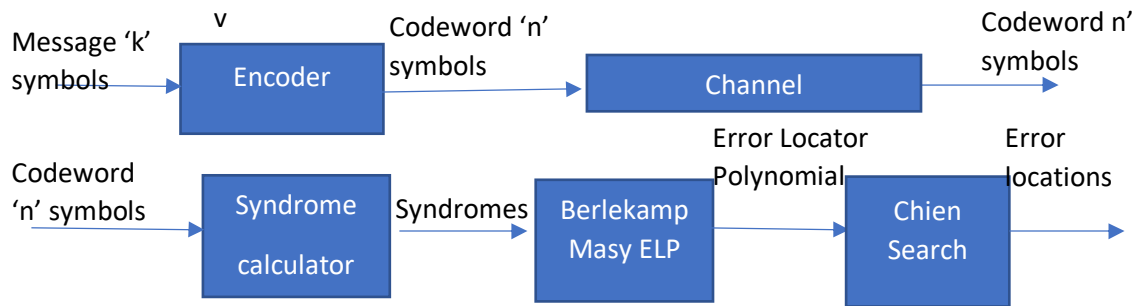 v
Message ‘k’
symbols
Encoder
Codeword ‘n’
symbols
Channel
Codeword n’
symbols
Codeword
‘n’ symbols
Syndrome
calculator
Syndromes
Berlekamp
Masy ELP
Error Locator
Polynomial
Chien
Search
Error
locations